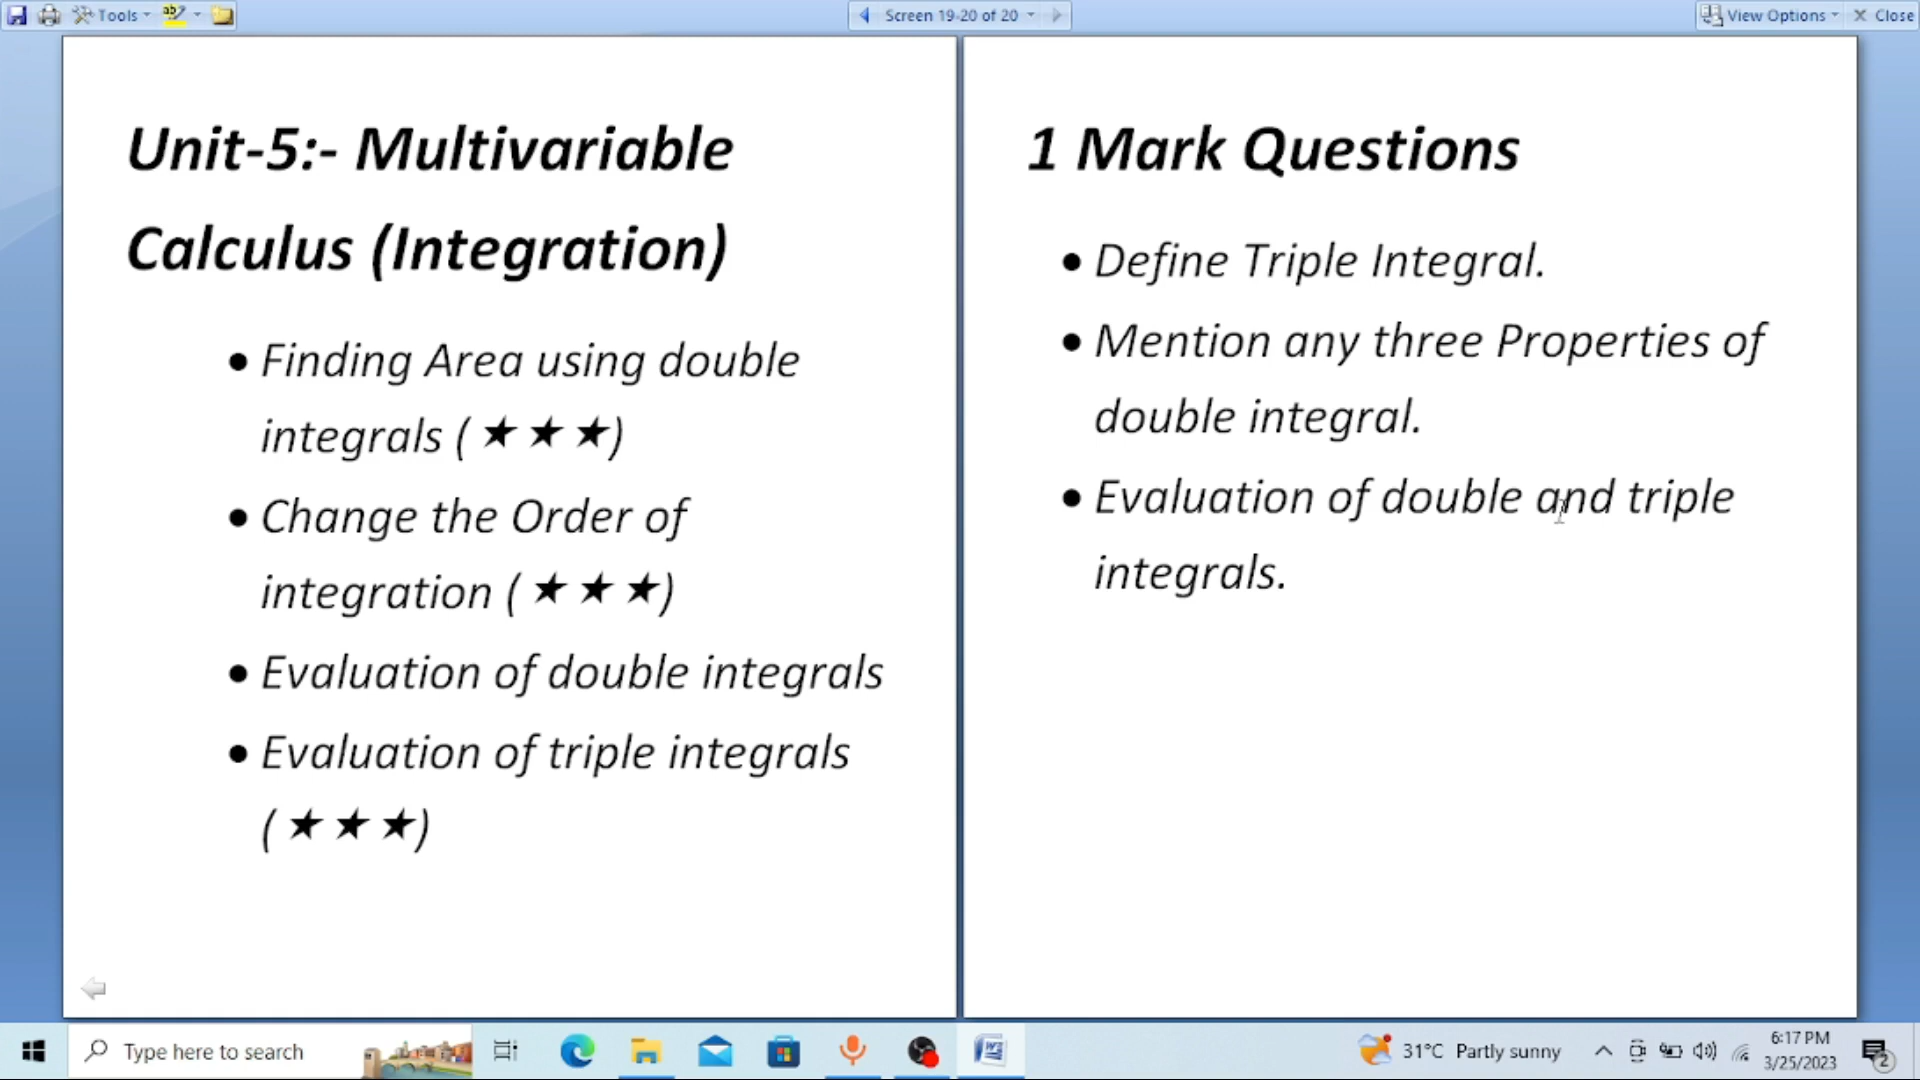 Tools
Screen 19-20 of 20
View Options
Close
Unit-5:- Multivariable
Calculus (Integration)
• Finding Area using double
integrals (★★★)
• Change the Order of
integration (★★★)
• Evaluation of double integrals
• Evaluation of triple integrals
(★★★)
1 Mark Questions
• Define Triple Integral.
• Mention any three Properties of
double integral.
• Evaluation of double and triple
integrals.
Type here to search
31°C Partly sunny
6:17 PM
3/25/2023
2